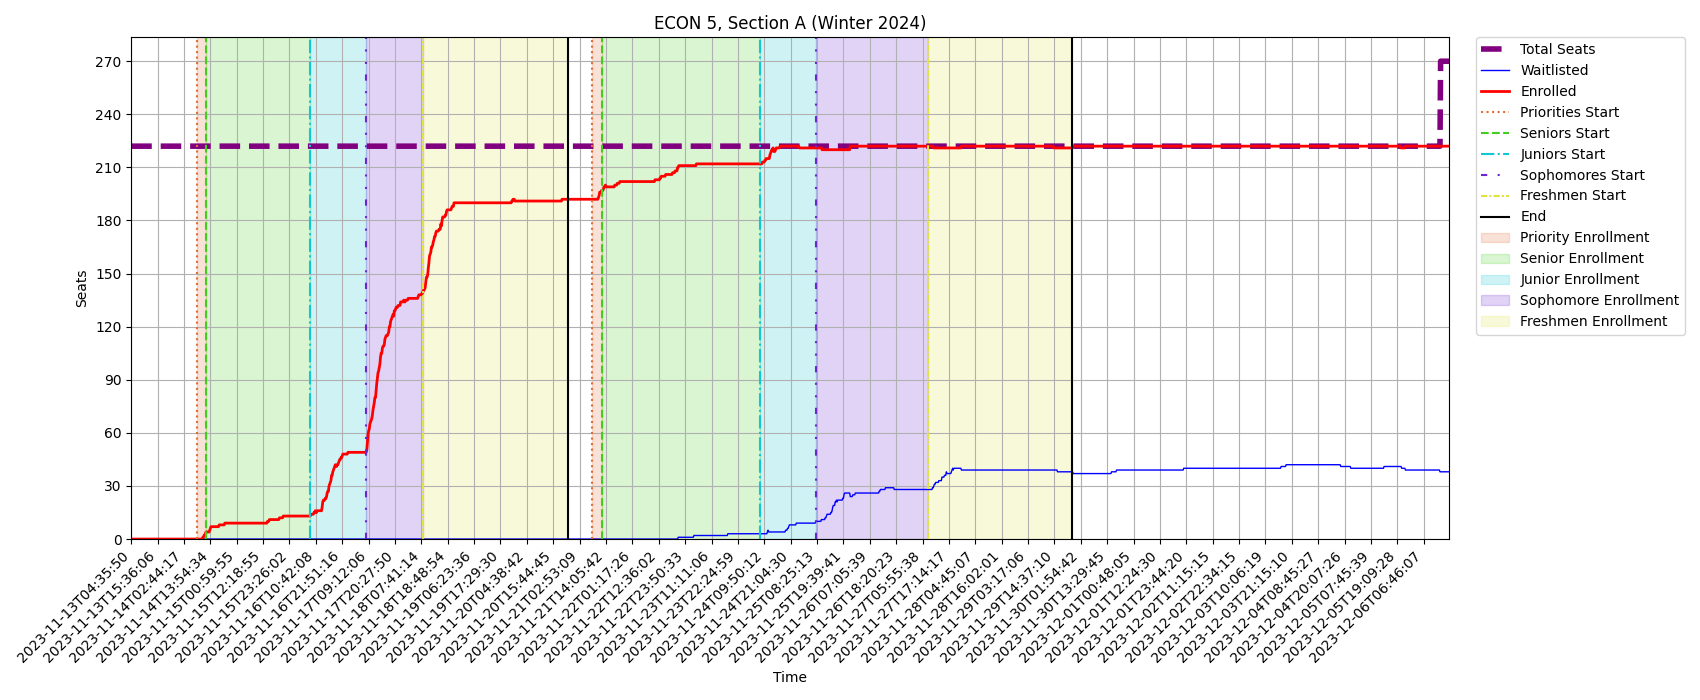 ECON 5, Section A (Winter 2024)
Seats
270
240
210
180
150
120
90
60
30
0
2023-11-13T04:35:50
2023-11-13T15:36:06
2023-11-14T02:44:17
2023-11-14T13:54:34
2023-11-15T00:59:55
2023-11-15T12:18:55
2023-11-15T23:26:02
2023-11-16T10:42:08
2023-11-16T21:51:16
2023-11-17T09:12:06
2023-11-17T20:27:50
2023-11-18T07:41:14
2023-11-18T18:48:54
2023-11-19T06:23:36
2023-11-19T17:29:30
2023-11-20T04:38:42
2023-11-20T15:44:45
2023-11-21T02:53:09
2023-11-21T14:05:42
2023-11-22T01:17:26
2023-11-22T12:36:02
2023-11-22T23:50:33
2023-11-23T11:11:06
2023-11-23T22:24:59
2023-11-24T09:50:12
2023-11-24T21:04:30
2023-11-25T08:25:13
2023-11-25T19:39:41
2023-11-26T07:05:39
2023-11-26T18:20:23
2023-11-27T05:55:38
2023-11-27T17:14:17
2023-11-28T04:45:07
2023-11-28T16:02:01
2023-11-29T03:17:06
2023-11-29T14:37:10
2023-11-30T01:54:42
2023-11-30T13:29:45
2023-12-01T00:48:05
2023-12-01T12:24:30
2023-12-01T23:44:20
2023-12-02T11:15:15
2023-12-02T22:34:15
2023-12-03T10:06:19
2023-12-03T21:15:10
2023-12-04T08:45:27
2023-12-04T20:07:26
2023-12-05T07:45:39
2023-12-05T19:09:28
2023-12-06T06:46:07
Time
Total Seats
Waitlisted
Enrolled
Priorities Start
Seniors Start
Juniors Start
Sophomores Start
Freshmen Start
End
Priority Enrollment
Senior Enrollment
Junior Enrollment
Sophomore Enrollment
Freshmen Enrollment